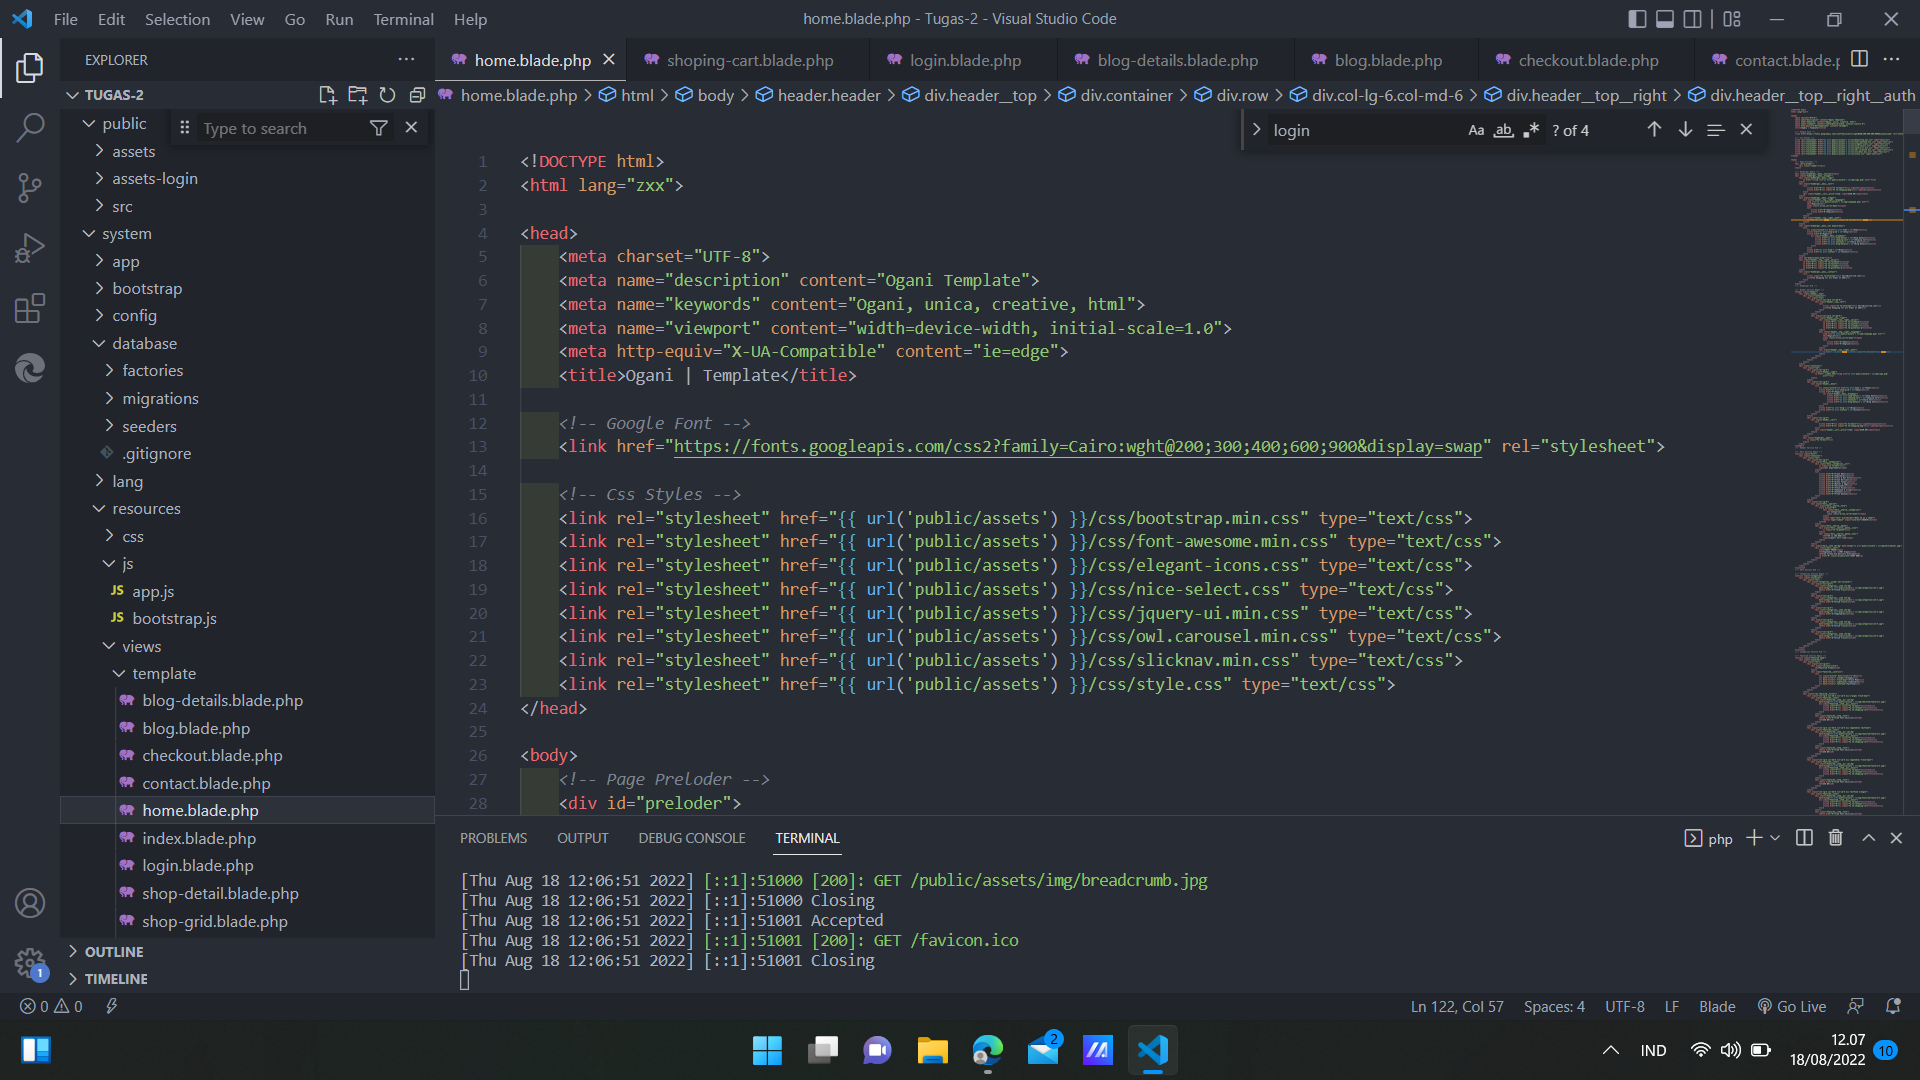 File Edit Selection View Go Run Terminal Help
home.blade.php - Tugas-2 - Visual Studio Code
EXPLORER
TUGAS-2
Type to search
public
assets
assets-login
src
system
app
bootstrap
config
database
factories
migrations
seeders
.gitignore
lang
resources
css
js
JS app.js
JS bootstrap.js
views
template
blog-details.blade.php
blog.blade.php
checkout.blade.php
contact.blade.php
home.blade.php
index.blade.php
login.blade.php
shop-detail.blade.php
shop-grid.blade.php
OUTLINE
TIMELINE
home.blade.php shoping-cart.blade.php login.blade.php blog-details.blade.php blog.blade.php checkout.blade.php contact.blade.p
home.blade.php > html > body > header.header > div.header__top > div.container > div.row > div.col-lg-6.col-md-6 > div.header__top__right > div.header__top__right__auth
login Aa ab ? of 4
1 <!DOCTYPE html>
2 <html lang="zxx">
3
4 <head>
5 <meta charset="UTF-8">
6 <meta name="description" content="Ogani Template">
7 <meta name="keywords" content="Ogani, unica, creative, html">
8 <meta name="viewport" content="width=device-width, initial-scale=1.0">
9 <meta http-equiv="X-UA-Compatible" content="ie=edge">
10 <title>Ogani | Template</title>
11
12 <!-- Google Font -->
13 <link href="https://fonts.googleapis.com/css2?family=Cairo:wght@200;300;400;600;900&display=swap" rel="stylesheet">
14
15 <!-- Css Styles -->
16 <link rel="stylesheet" href="{{ url('public/assets') }}/css/bootstrap.min.css" type="text/css">
17 <link rel="stylesheet" href="{{ url('public/assets') }}/css/font-awesome.min.css" type="text/css">
18 <link rel="stylesheet" href="{{ url('public/assets') }}/css/elegant-icons.css" type="text/css">
19 <link rel="stylesheet" href="{{ url('public/assets') }}/css/nice-select.css" type="text/css">
20 <link rel="stylesheet" href="{{ url('public/assets') }}/css/jquery-ui.min.css" type="text/css">
21 <link rel="stylesheet" href="{{ url('public/assets') }}/css/owl.carousel.min.css" type="text/css">
22 <link rel="stylesheet" href="{{ url('public/assets') }}/css/slicknav.min.css" type="text/css">
23 <link rel="stylesheet" href="{{ url('public/assets') }}/css/style.css" type="text/css">
24 </head>
25
26 <body>
27 <!-- Page Preloder -->
28 <div id="preloder">
PROBLEMS OUTPUT DEBUG CONSOLE TERMINAL
php
[Thu Aug 18 12:06:51 2022] [::1]:51000 [200]: GET /public/assets/img/breadcrumb.jpg
[Thu Aug 18 12:06:51 2022] [::1]:51000 Closing
[Thu Aug 18 12:06:51 2022] [::1]:51001 Accepted
[Thu Aug 18 12:06:51 2022] [::1]:51001 [200]: GET /favicon.ico
[Thu Aug 18 12:06:51 2022] [::1]:51001 Closing
1
0 0
Ln 122, Col 57 Spaces: 4 UTF-8 LF Blade Go Live
2
IND
12.07
18/08/2022
10